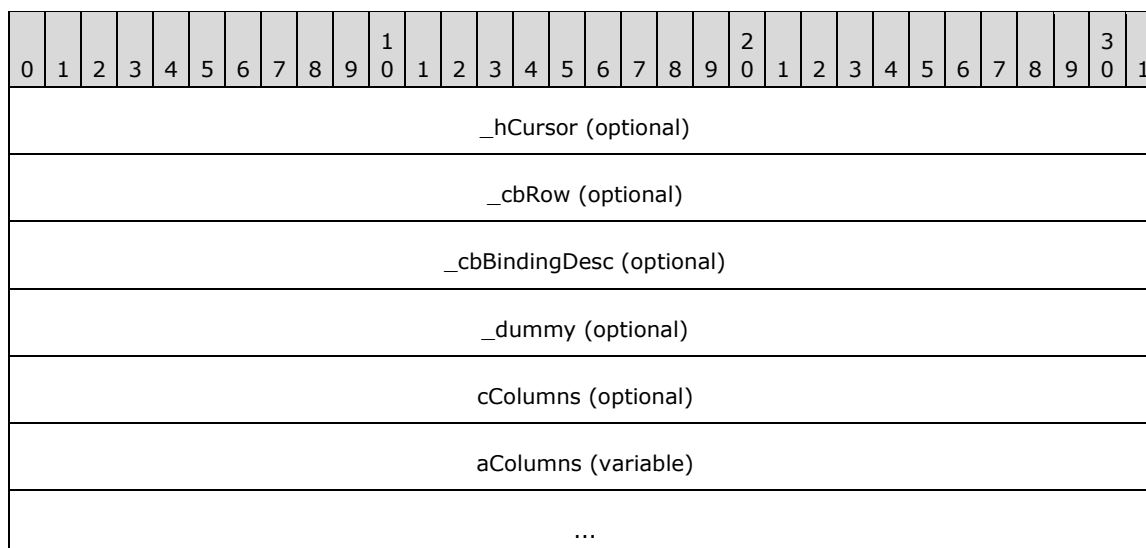 1 2 3
0 1 2 3 4 5 6 7 8 9 0 1 2 3 4 5 6 7 8 9 0 1 2 3 4 5 6 7 8 9 0 1
_hCursor (optional)
_cbRow (optional)
_cbBindingDesc (optional)
_dummy (optional)
cColumns (optional)
aColumns (variable)
...